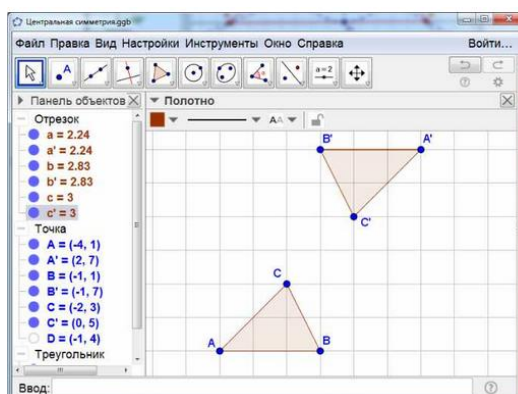 Центральная симметрия.ggb
Файл Правка Вид Настройки Инструменты Окно Справка Войти...
A
α
a = 2
Панель объектов
Полотно
AA
Отрезок
a = 2.24
a' = 2.24
b = 2.83
b' = 2.83
c = 3
c' = 3
Точка
A = (-4, 1)
A' = (2, 7)
B = (-1, 1)
B' = (-1, 7)
C = (-2, 3)
C' = (0, 5)
D = (-1, 4)
Треугольник
B' A'
C'
C
A B
Ввод: